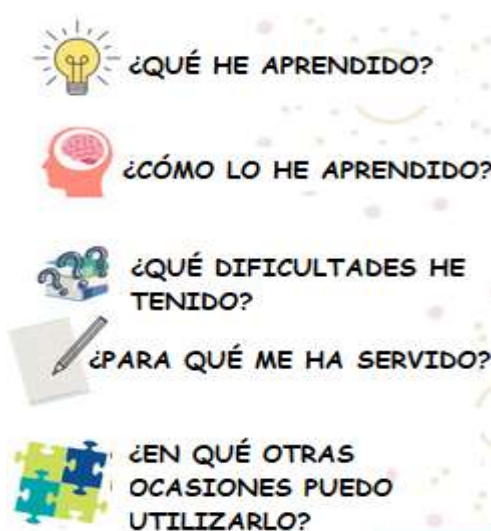 ¿QUÉ HE APRENDIDO?
¿CÓMO LO HE APRENDIDO?
¿QUÉ DIFICULTADES HE
TENIDO?
¿PARA QUÉ ME HA SERVIDO?
¿EN QUÉ OTRAS
OCASIONES PUEDO
UTILIZARLO?